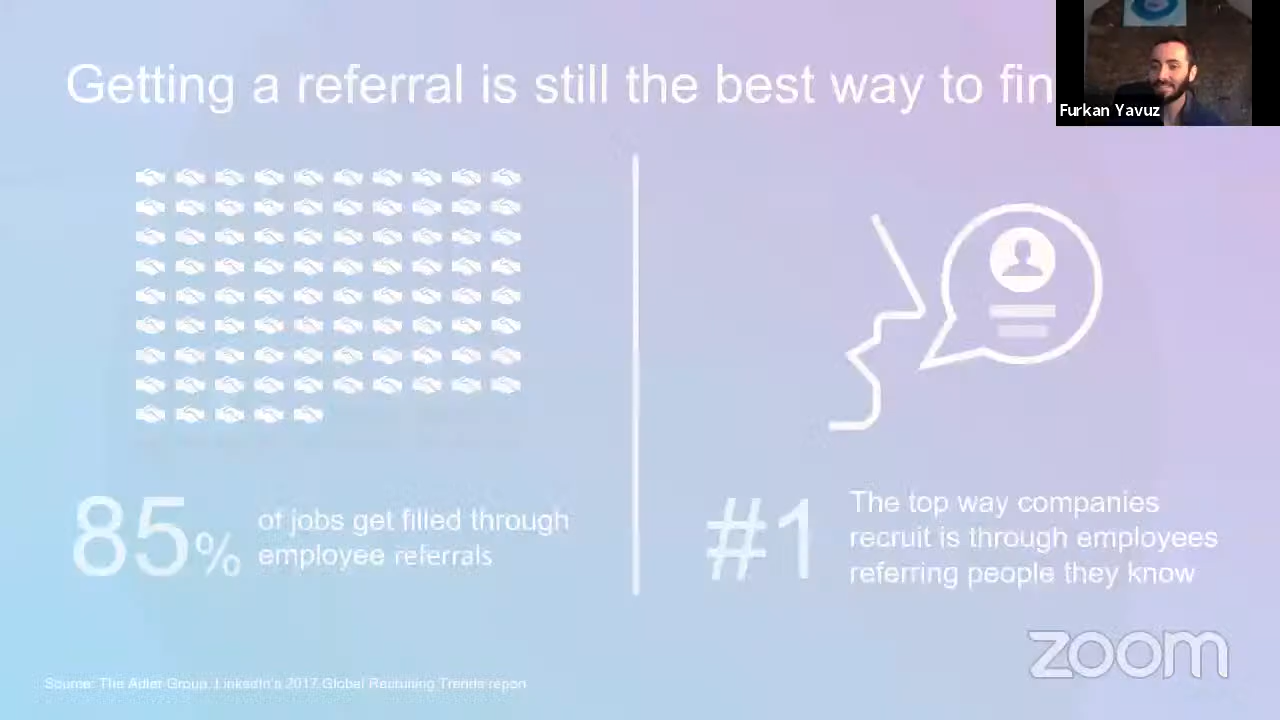 Getting a referral is still the best way to fin
Furkan Yavuz
85% of jobs get filled through
employee referrals
#1 The top way companies
recruit is through employees
referring people they know
zoom
Source: The Adler Group, LinkedIn's 2017 Global Recruiting Trends report